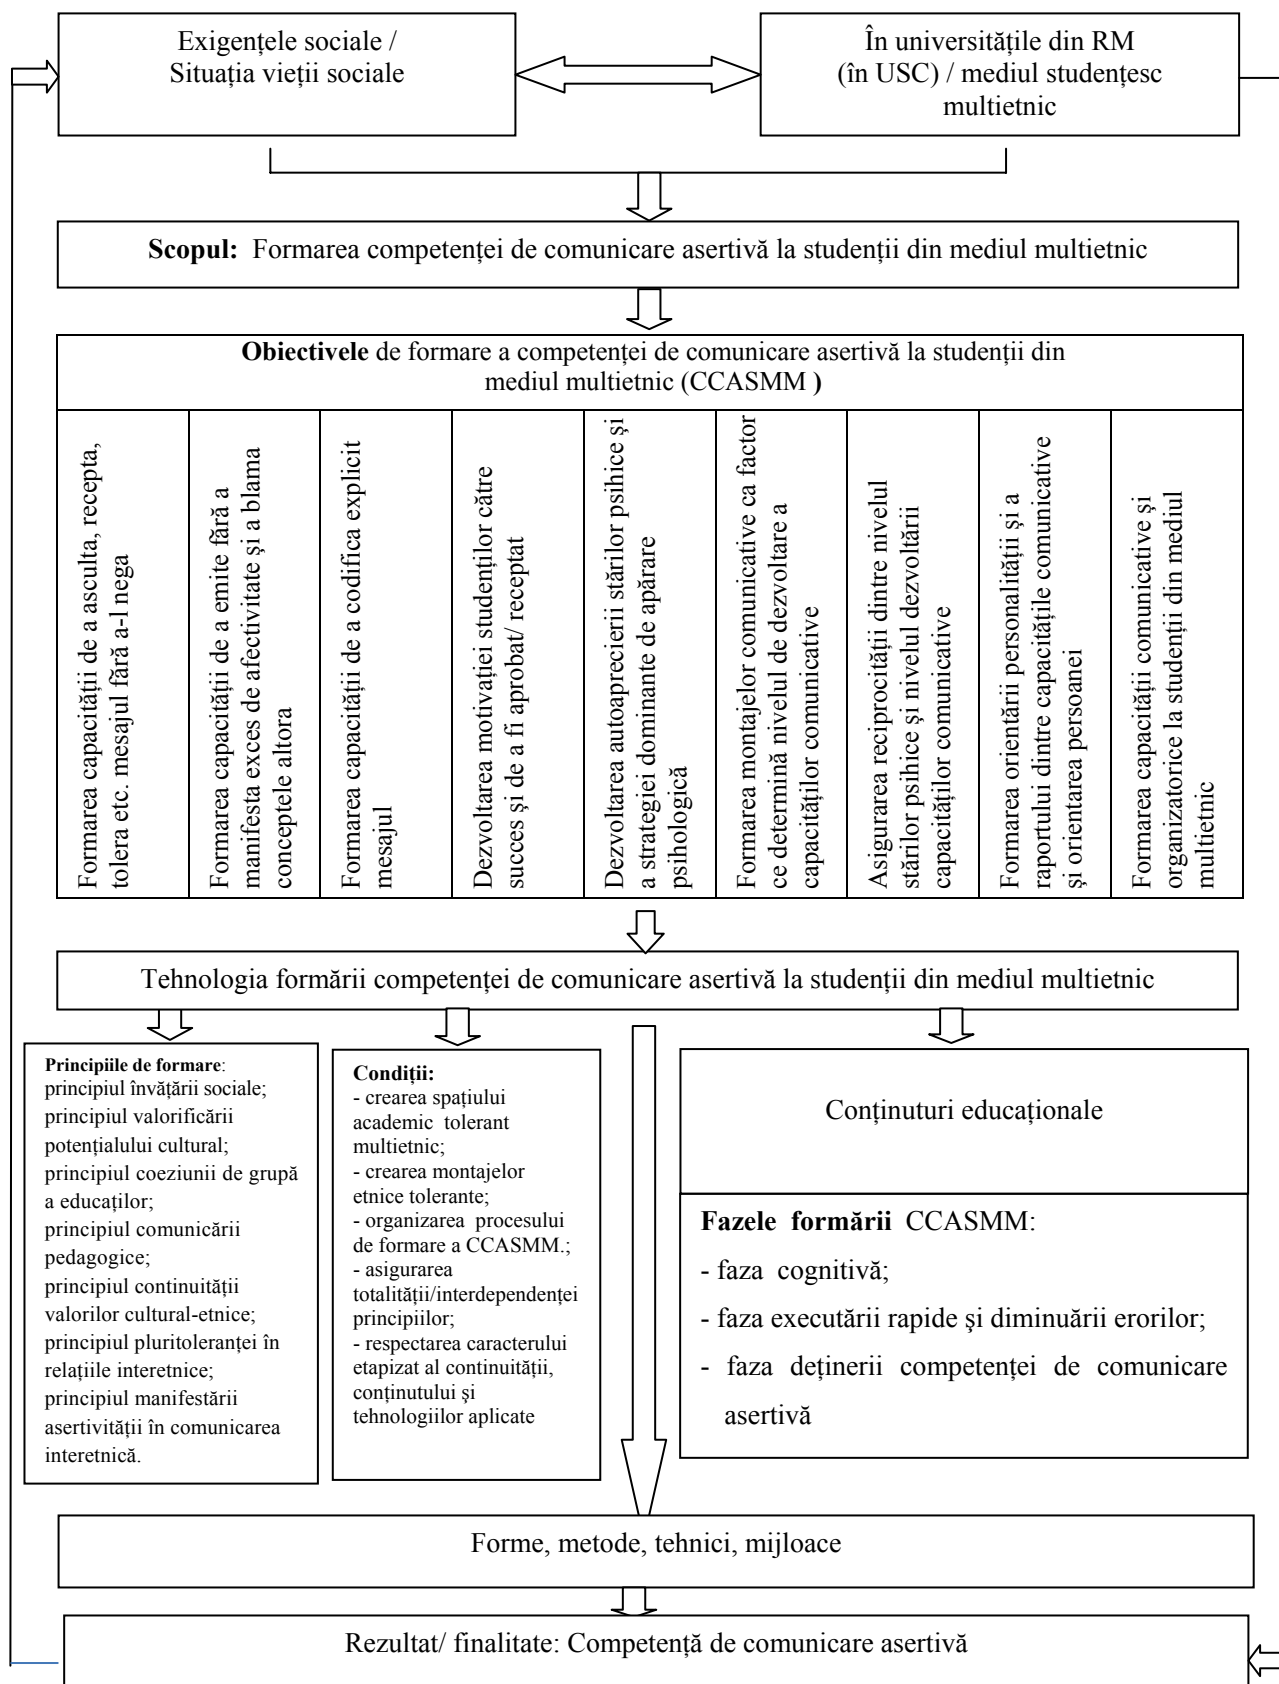 Exigențele sociale /
Situația vieții sociale
În universitățile din RM
(în USC) / mediul studențesc
multietnic
Scopul: Formarea competenței de comunicare asertivă la studenții din mediul multietnic
Obiectivele de formare a competenței de comunicare asertivă la studenții din
mediul multietnic (CCASMM )
Formarea capacității de a asculta, recepta,
tolera etc. mesajul fără a-l nega
Formarea capacității de a emite fără a
manifesta exces de afectivitate şi a blama
conceptele altora
Formarea capacității de a codifica explicit
mesajul
Dezvoltarea motivației studenților către
succes şi de a fi aprobat/ receptat
Dezvoltarea autoaprecierii stărilor psihice şi
a strategiei dominante de apărare
psihologică
Formarea montajelor comunicative ca factor
ce determină nivelul de dezvoltare a
capacităților comunicative
Asigurarea reciprocității dintre nivelul
stărilor psihice şi nivelul dezvoltării
capacităților comunicative
Formarea orientării personalității şi a
raportului dintre capacitățile comunicative
şi orientarea persoanei
Formarea capacității comunicative şi
organizatorice la studenții din mediul
multietnic
Tehnologia formării competenței de comunicare asertivă la studenții din mediul multietnic
Principiile de formare:
principiul învățării sociale;
principiul valorificării
potențialului cultural;
principiul coeziunii de grupă
a educaților;
principiul comunicării
pedagogice;
principiul continuității
valorilor cultural-etnice;
principiul pluritoleranței în
relațiile interetnice;
principiul manifestării
asertivității în comunicarea
interetnică.
Condiții:
- crearea spațiului
academic tolerant
multietnic;
- crearea montajelor
etnice tolerante;
- organizarea procesului
de formare a CCASMM.;
- asigurarea
totalității/interdependenței
principiilor;
- respectarea caracterului
etapizat al continuității,
conținutului şi
tehnologiilor aplicate
Conținuturi educaționale
Fazele formării CCASMM:
- faza cognitivă;
- faza executării rapide şi diminuării erorilor;
- faza deținerii competenței de comunicare
asertivă
Forme, metode, tehnici, mijloace
Rezultat/ finalitate: Competență de comunicare asertivă